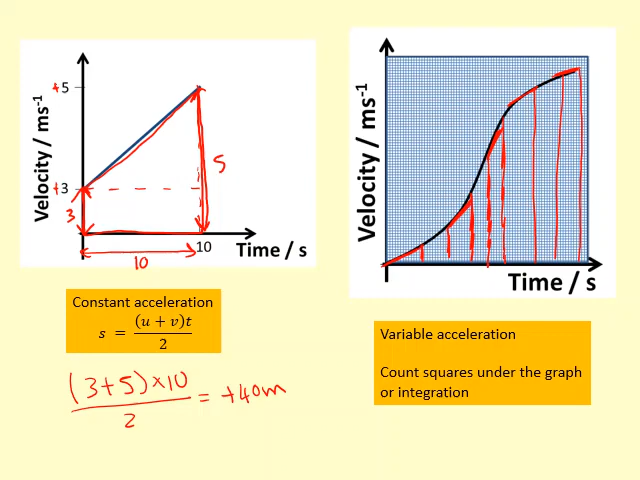 Velocity / ms-1
+5
+3
3
5
10
10
Time / s
Velocity / ms-1
Time / s
Constant acceleration
s = (u + v)t
2
(3+5)×10
2
= +40m
Variable acceleration
Count squares under the graph
or integration